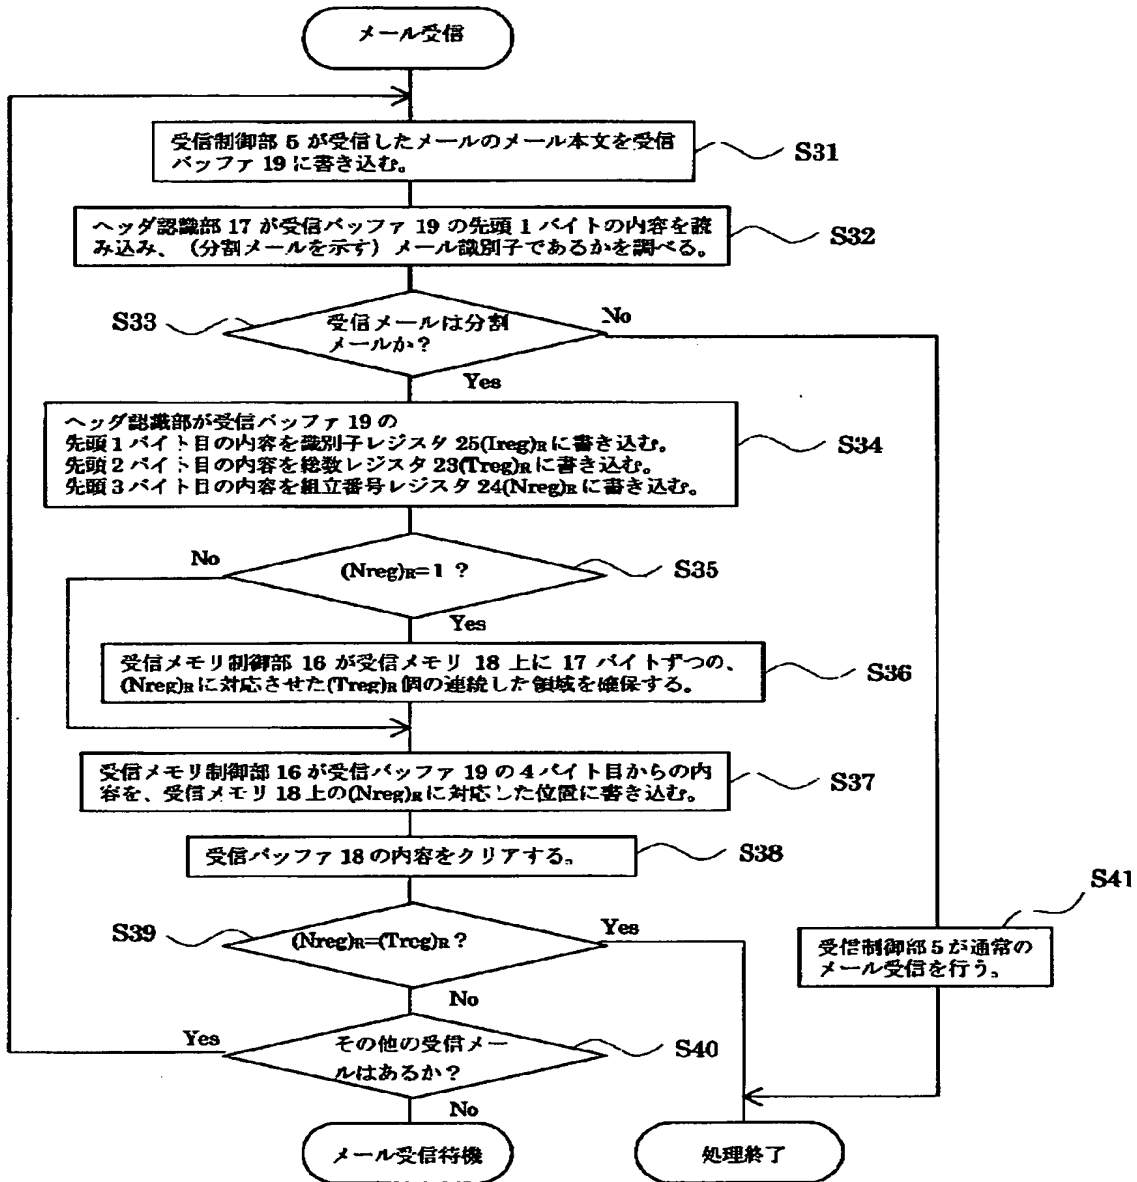 メール受信
受信制御部 5 が受信したメールのメール本文を受信
バッファ 19 に書き込む。
S31
ヘッダ認識部 17 が受信バッファ 19 の先頭 1 バイトの内容を読
み込み、（分割メールを示す）メール識別子であるかを調べる。
S32
S33
受信メールは分割
メールか？
No
Yes
ヘッダ認識部が受信バッファ 19 の
先頭 1 バイト目の内容を識別子レジスタ 25(Ireg)Rに書き込む。
先頭 2 バイト目の内容を総数レジスタ 23(Treg)Rに書き込む。
先頭 3 バイト目の内容を組立番号レジスタ 24(Nreg)Rに書き込む。
S34
No
(Nreg)R=1 ？
S35
Yes
受信メモリ制御部 16 が受信メモリ 18 上に 17 バイトずつの、
(Nreg)Rに対応させた(Treg)R個の連続した領域を確保する。
S36
受信メモリ制御部 16 が受信バッファ 19 の 4 バイト目からの内
容を、受信メモリ 18 上の(Nreg)Rに対応した位置に書き込む。
S37
受信バッファ 18 の内容をクリアする。
S38
S39
(Nreg)R=(Treg)R？
Yes
No
S41
受信制御部 5 が通常の
メール受信を行う。
Yes
その他の受信メー
ルはあるか？
S40
No
メール受信待機
処理終了